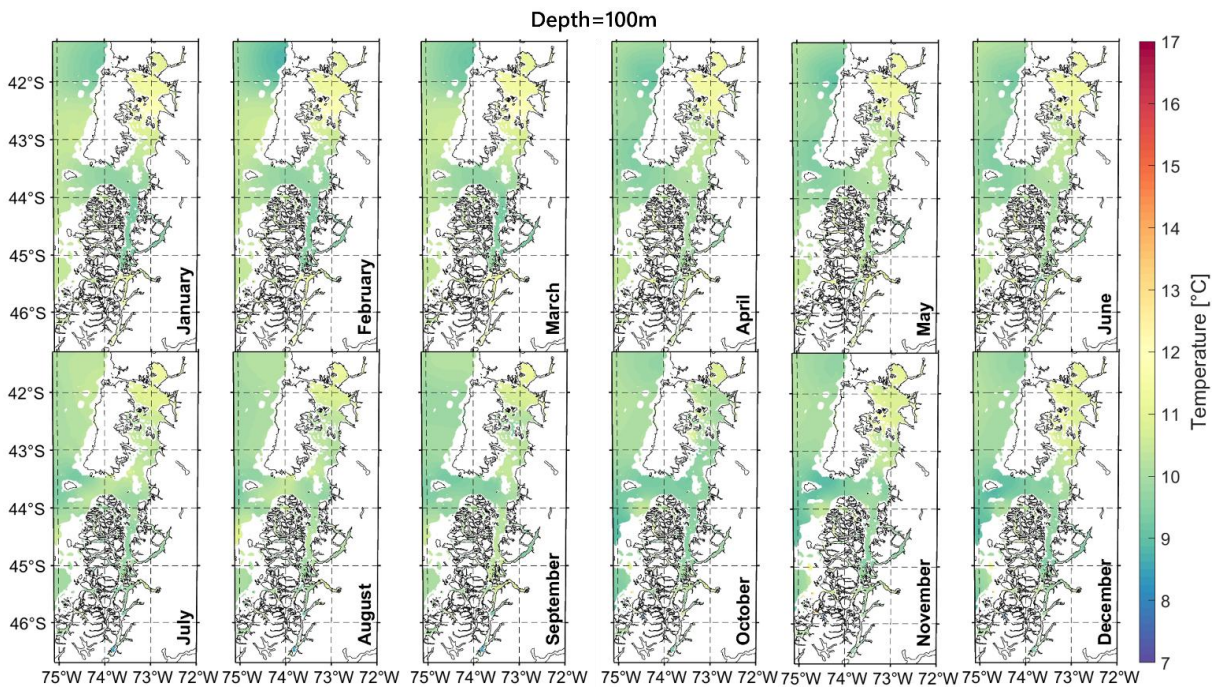 Depth=100m
42°S
43°S
44°S
45°S
46°S
January
February
March
April
May
June
42°S
43°S
44°S
45°S
46°S
July
August
September
October
November
December
75°W 74°W 73°W 72°W 75°W 74°W 73°W 72°W 75°W 74°W 73°W 72°W 75°W 74°W 73°W 72°W 75°W 74°W 73°W 72°W 75°W 74°W 73°W 72°W
17
16
15
14
13
12
11
10
9
8
7
Temperature [°C]